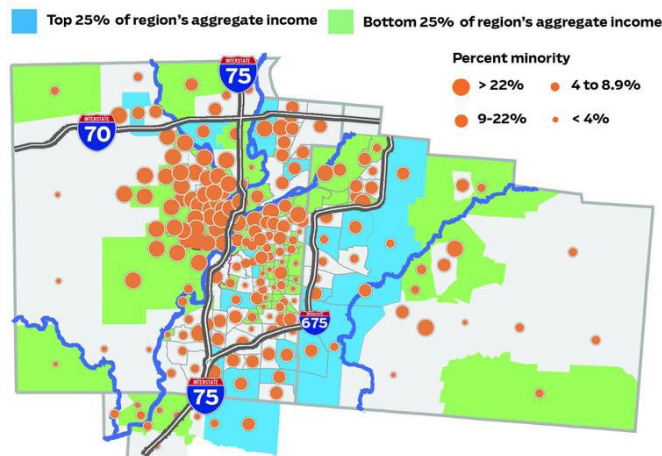 Top 25% of region's aggregate income
Bottom 25% of region's aggregate income
Percent minority
> 22%
4 to 8.9%
9-22%
< 4%
INTERSTATE
75
INTERSTATE
70
675
INTERSTATE
75